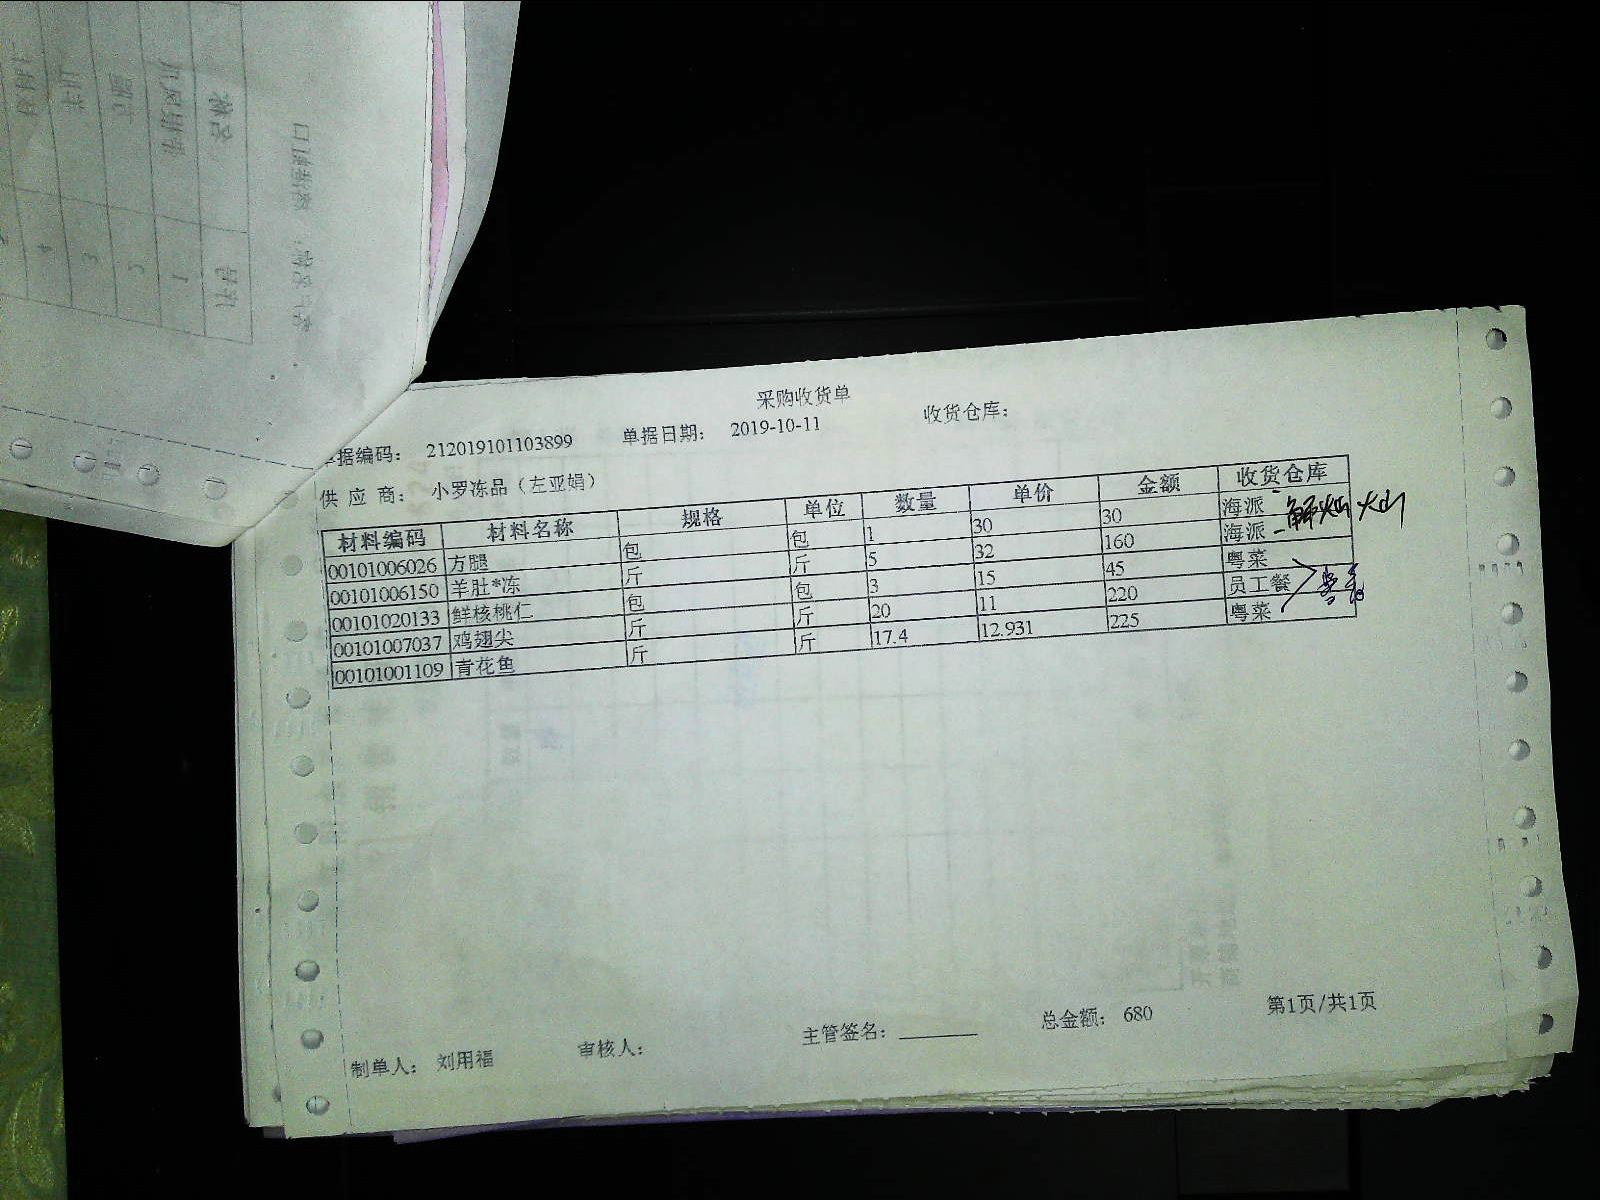 采购收货单
据编码： 212019101103899 单据日期： 2019-10-11 收货仓库：
供 应 商： 小罗冻品（左亚娟）
材料编码 材料名称 规格 单位 数量 单价 金额 收货仓库
00101006026 方腿 包 包 1 30 30 海派
00101006150 羊肚*冻 斤 斤 5 32 160 海派
00101020133 鲜核桃仁 包 包 3 15 45 粤菜
00101007037 鸡翅尖 斤 斤 20 11 220 员工餐
00101001109 青花鱼 斤 斤 17.4 12.931 225 粤菜
制单人： 刘用福 审核人： 主管签名： 总金额： 680 第1页/共1页